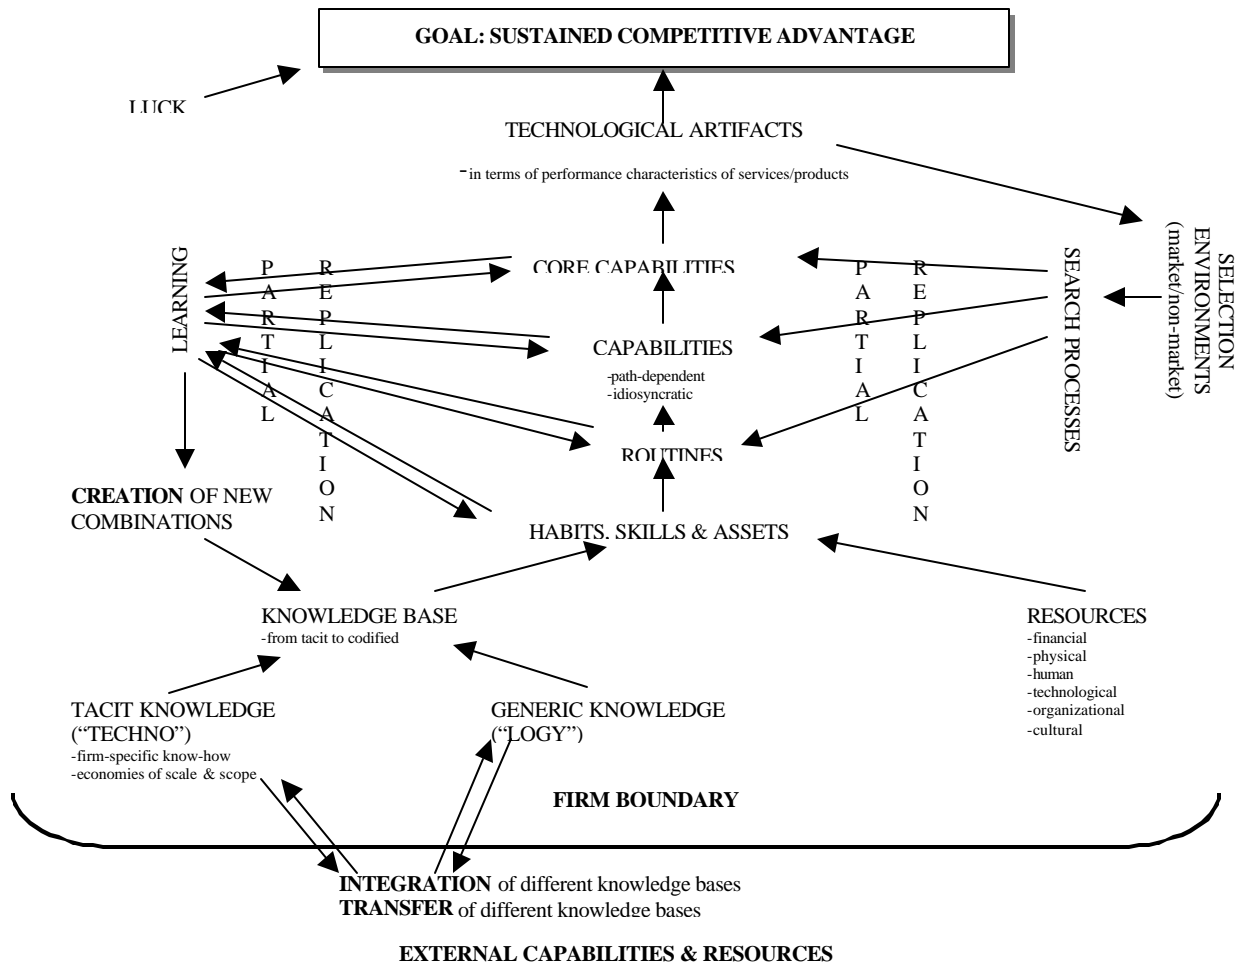 GOAL: SUSTAINED COMPETITIVE ADVANTAGE
LUCK
TECHNOLOGICAL ARTIFACTS
-in terms of performance characteristics of services/products
SELECTION
ENVIRONMENTS
(market/non-market)
LEARNING
PARTIAL
REPLICATION
CORE CAPABILITIES
PARTIAL
REPLICATION
SEARCH PROCESSES
CAPABILITIES
-path-dependent
-idiosyncratic
ROUTINES
CREATION OF NEW
COMBINATIONS
HABITS, SKILLS & ASSETS
KNOWLEDGE BASE
-from tacit to codified
RESOURCES
-financial
-physical
-human
-technological
-organizational
-cultural
TACIT KNOWLEDGE
(“TECHNO”)
-firm-specific know-how
-economies of scale & scope
GENERIC KNOWLEDGE
(“LOGY”)
FIRM BOUNDARY
INTEGRATION of different knowledge bases
TRANSFER of different knowledge bases
EXTERNAL CAPABILITIES & RESOURCES